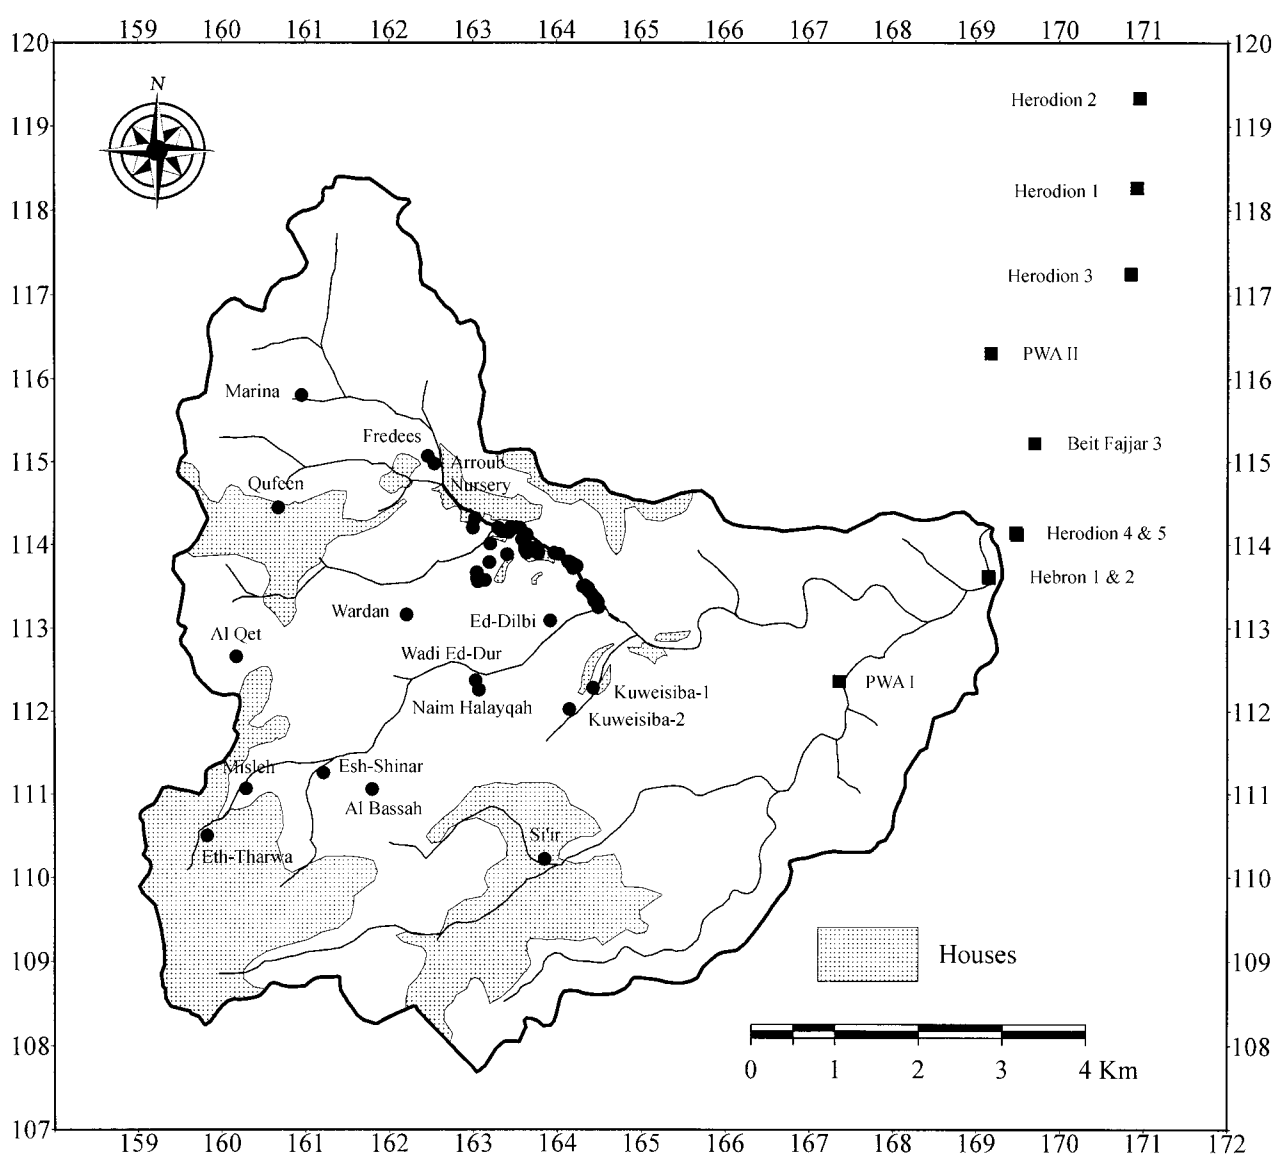 159 160 161 162 163 164 165 166 167 168 169 170 171
120 120
N
Herodion 2
119 119
Herodion 1
118 118
Herodion 3
117 117
PWA II
116 116
Marina
Fredees
Beit Fajjar 3
115 115
Arroub
Nursery
Qufeen
Herodion 4 & 5
114 114
Hebron 1 & 2
Wardan
Ed-Dilbi
113 113
Al Qet
Wadi Ed-Dur
PWA I
Kuweisiba-1
Naim Halayqah
Kuweisiba-2
112 112
Misleh
Esh-Shinar
Al Bassah
111 111
Si'ir
Eth-Tharwa
110 110
Houses
109 109
108 108
0 1 2 3 4 Km
107
159 160 161 162 163 164 165 166 167 168 169 170 171 172